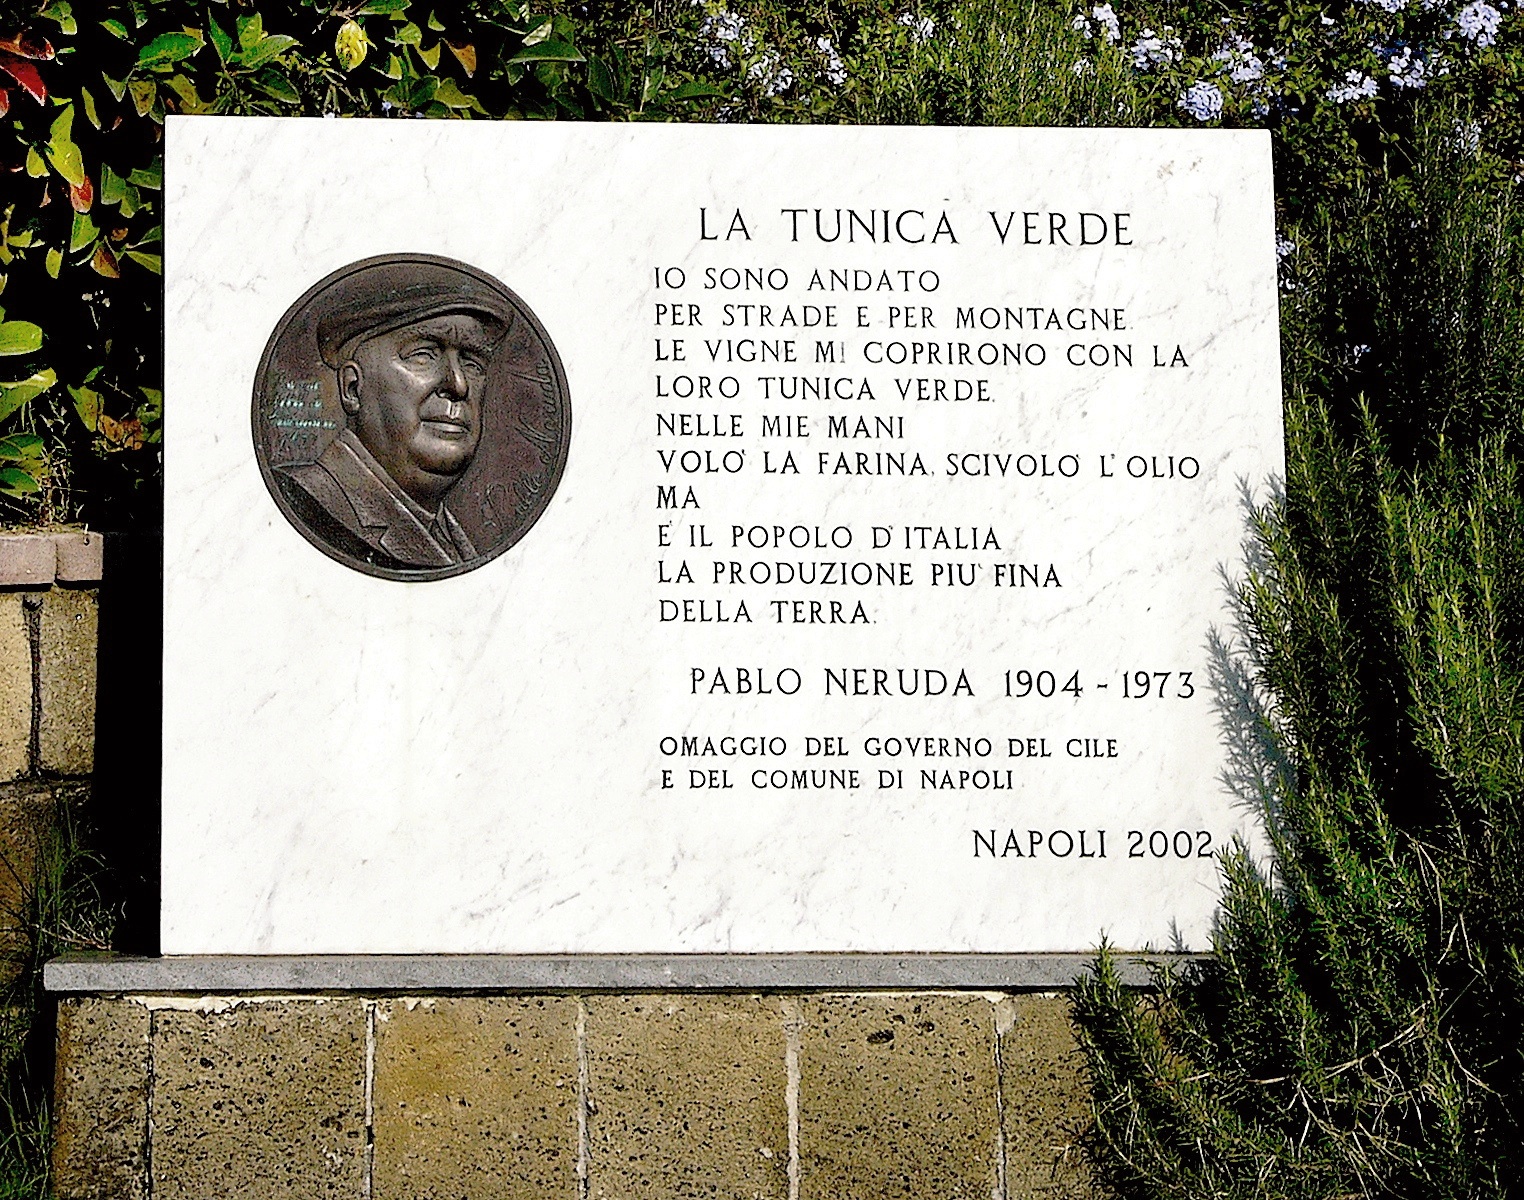 LA TUNICA VERDE
IO SONO ANDATO
PER STRADE E PER MONTAGNE.
LE VIGNE MI COPRIRONO CON LA
LORO TUNICA VERDE.
NELLE MIE MANI
VOLO' LA FARINA, SCIVOLO' L'OLIO
MA
E' IL POPOLO D'ITALIA
LA PRODUZIONE PIU' FINA
DELLA TERRA.
PABLO NERUDA 1904 - 1973
OMAGGIO DEL GOVERNO DEL CILE
E DEL COMUNE DI NAPOLI
NAPOLI 2002
Pablo Neruda